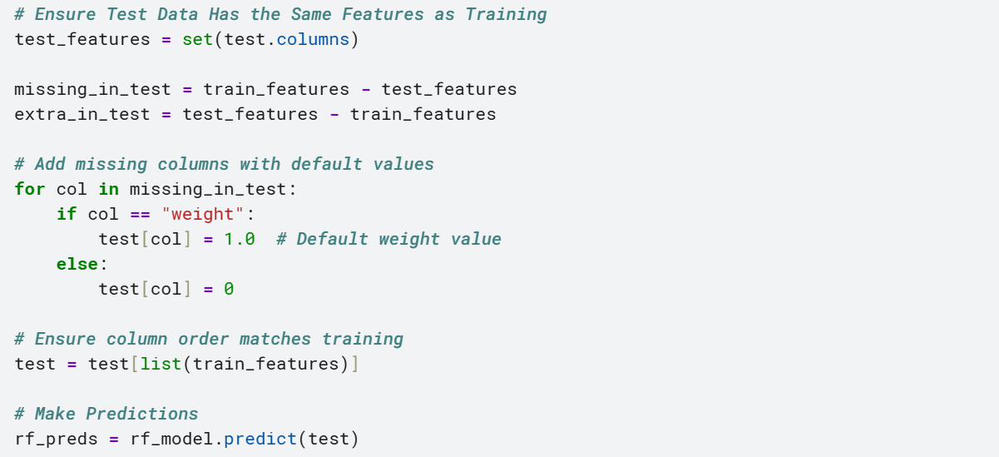 # Ensure Test Data Has the Same Features as Training
test_features = set(test.columns)

missing_in_test = train_features - test_features
extra_in_test = test_features - train_features

# Add missing columns with default values
for col in missing_in_test:
    if col == "weight":
        test[col] = 1.0  # Default weight value
    else:
        test[col] = 0

# Ensure column order matches training
test = test[list(train_features)]

# Make Predictions
rf_preds = rf_model.predict(test)